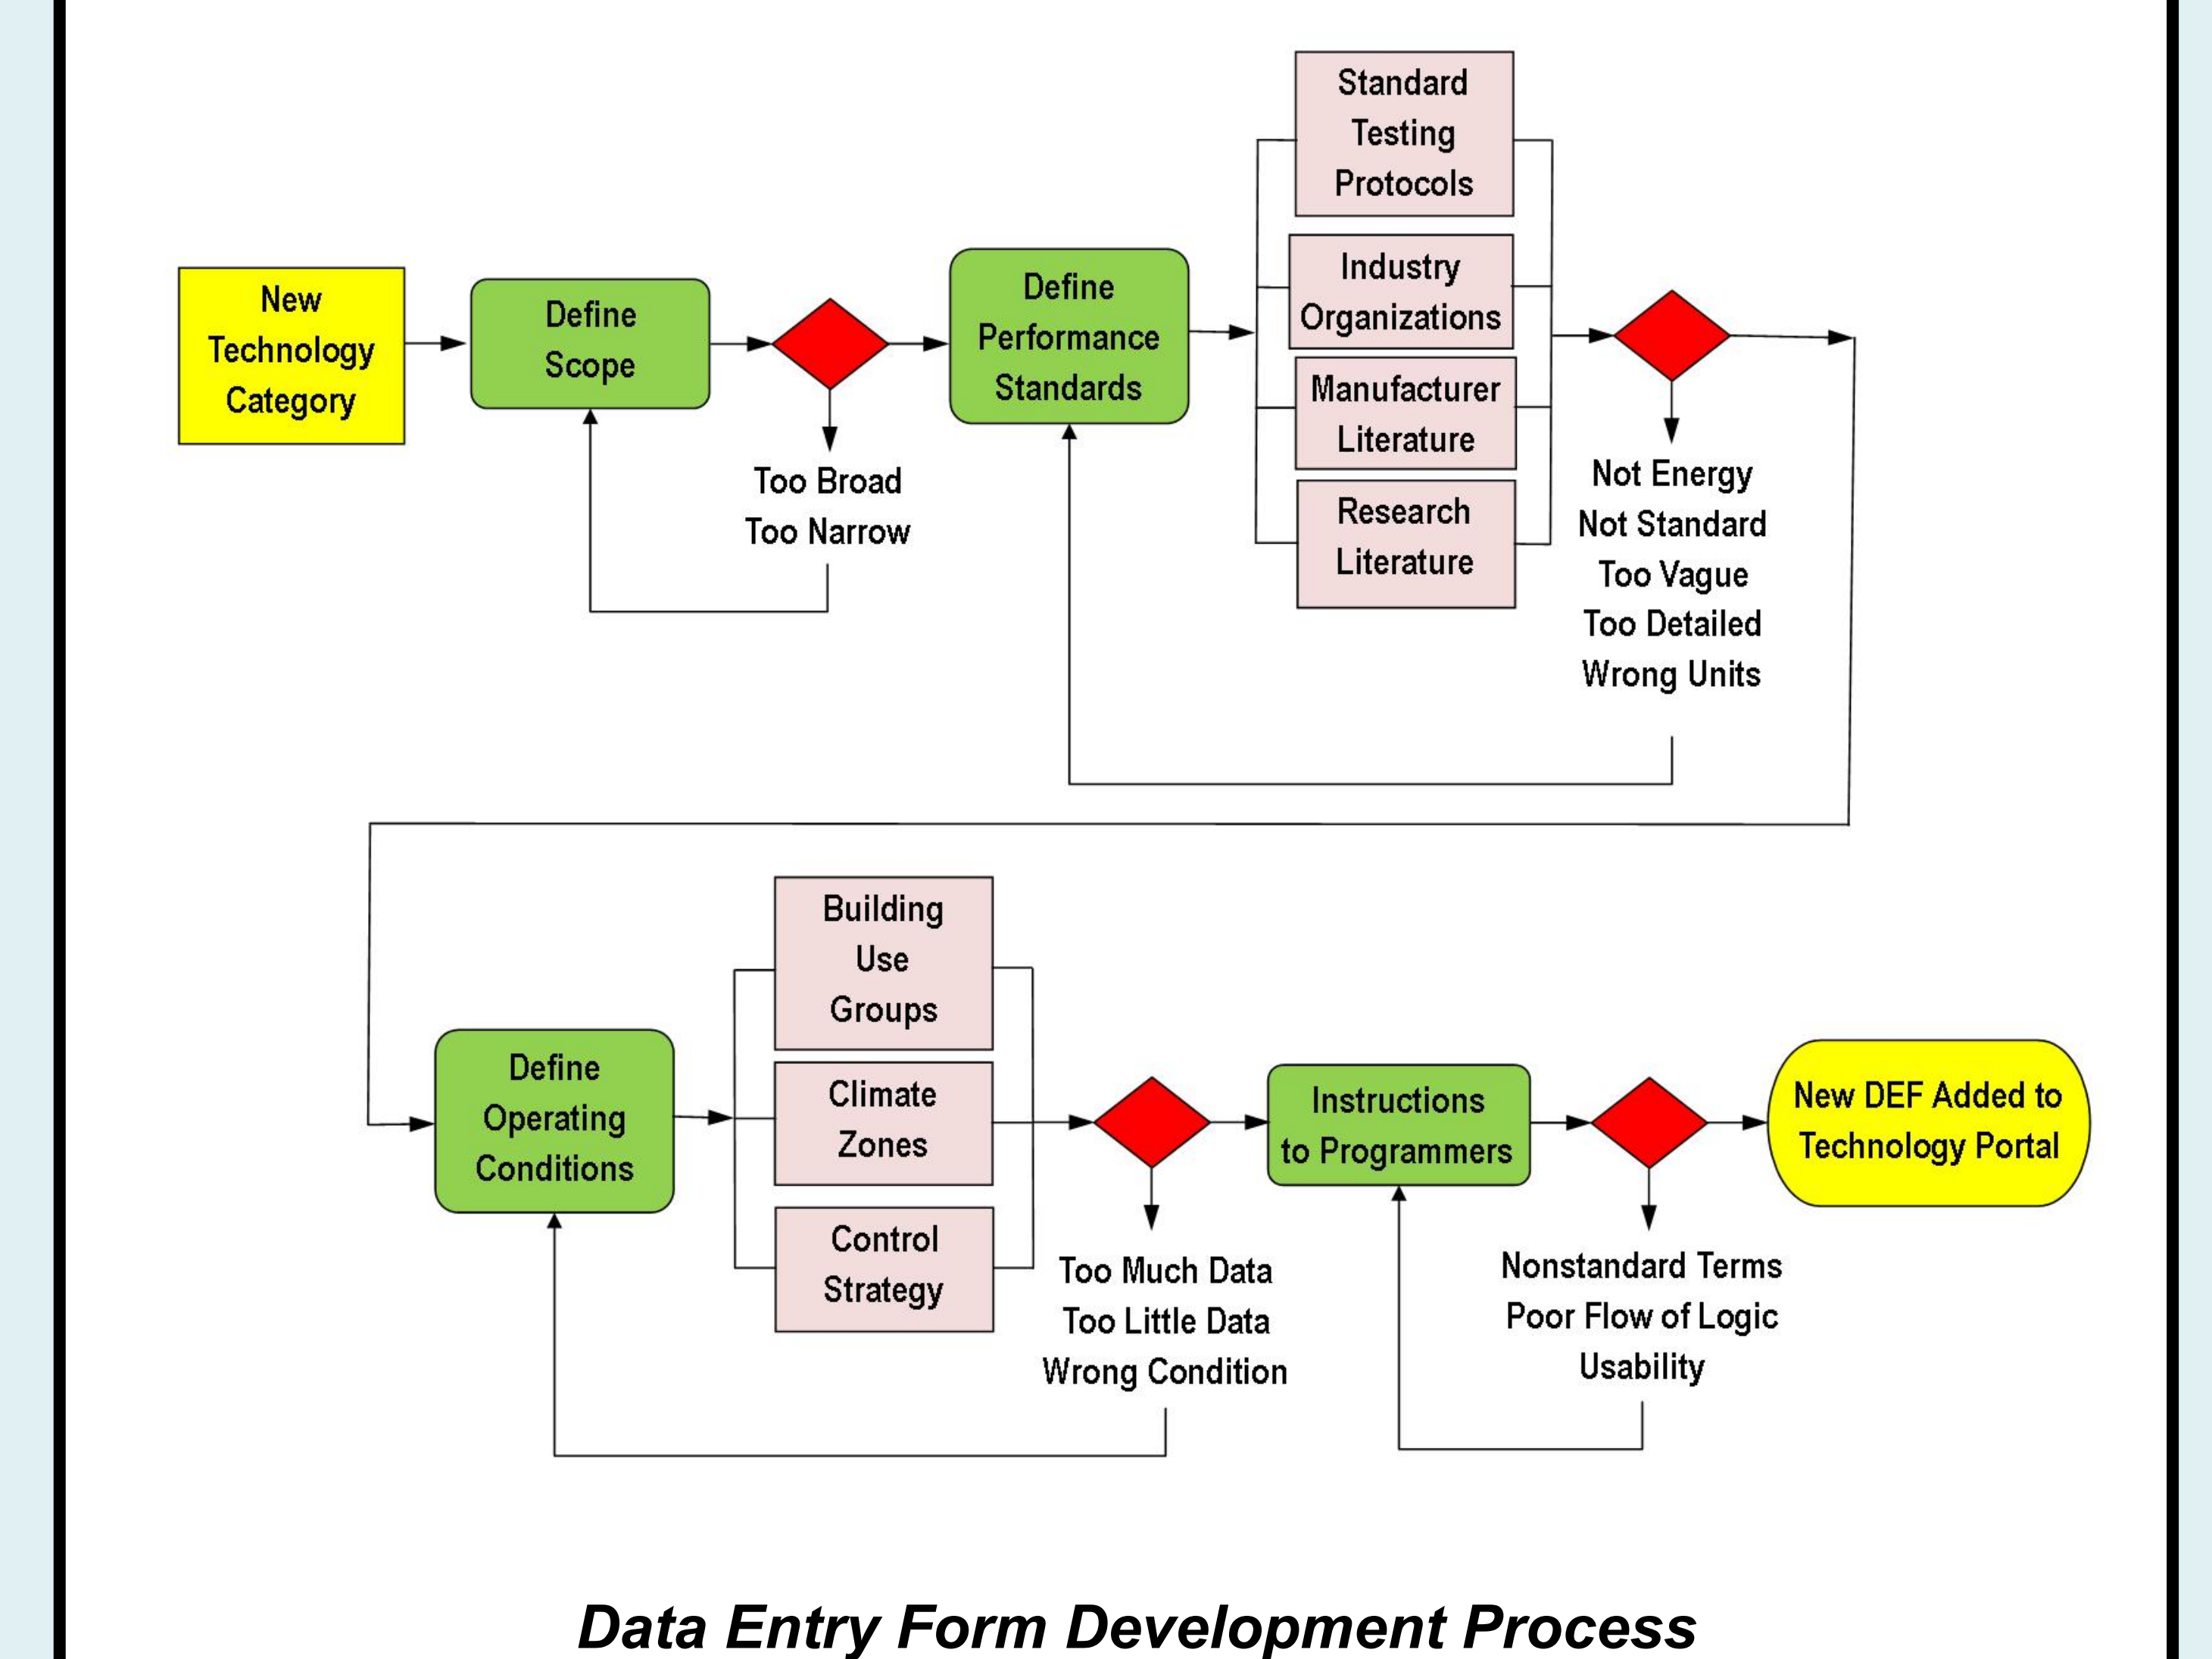 New
Technology
Category
Define
Scope
Too Broad
Too Narrow
Define
Performance
Standards
Standard
Testing
Protocols
Industry
Organizations
Manufacturer
Literature
Research
Literature
Not Energy
Not Standard
Too Vague
Too Detailed
Wrong Units
Define
Operating
Conditions
Building
Use
Groups
Climate
Zones
Control
Strategy
Too Much Data
Too Little Data
Wrong Condition
Instructions
to Programmers
Nonstandard Terms
Poor Flow of Logic
Usability
New DEF Added to
Technology Portal
Data Entry Form Development Process